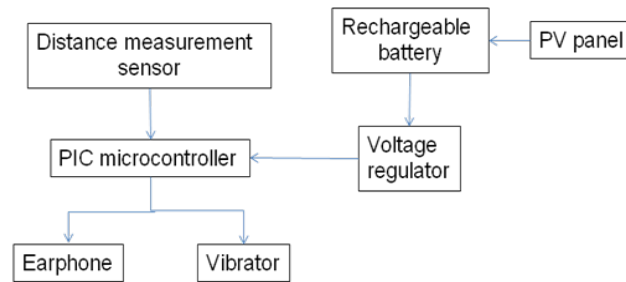 Distance measurement
sensor
Rechargeable
battery
PV panel
PIC microcontroller
Voltage
regulator
Earphone
Vibrator